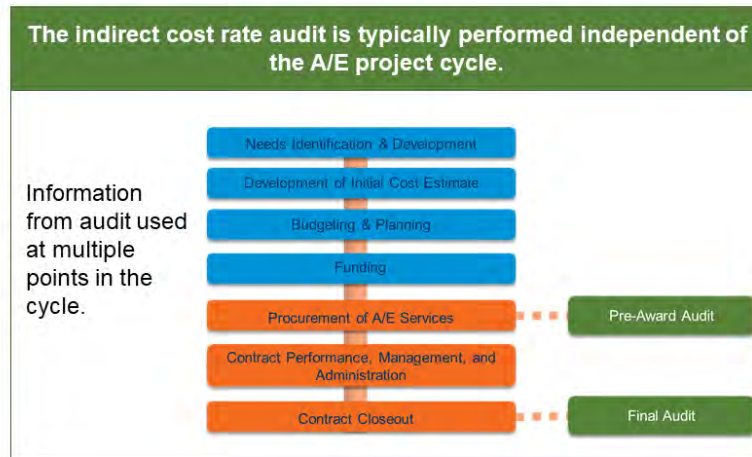 The indirect cost rate audit is typically performed independent of
the A/E project cycle.
Information
from audit used
at multiple
points in the
cycle.
Needs Identification & Development
Development of Initial Cost Estimate
Budgeting & Planning
Funding
Procurement of A/E Services
Pre-Award Audit
Contract Performance, Management, and
Administration
Contract Closeout
Final Audit